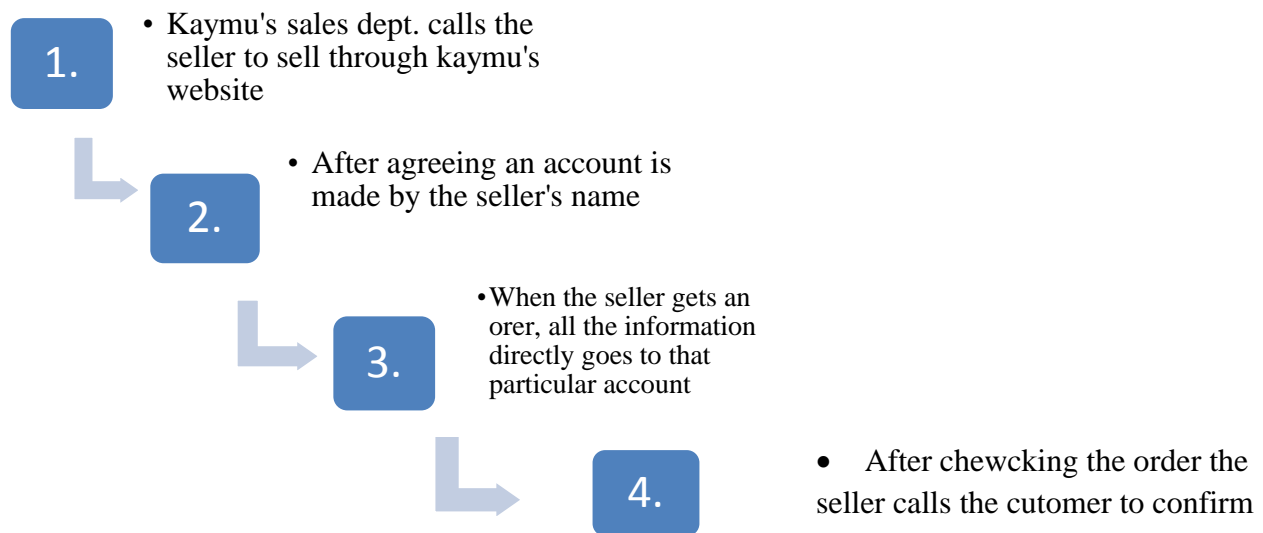 1.
• Kaymu's sales dept. calls the
seller to sell through kaymu's
website
2.
• After agreeing an account is
made by the seller's name
3.
•When the seller gets an
orer, all the information
directly goes to that
particular account
4.
• After chewcking the order the
seller calls the cutomer to confirm